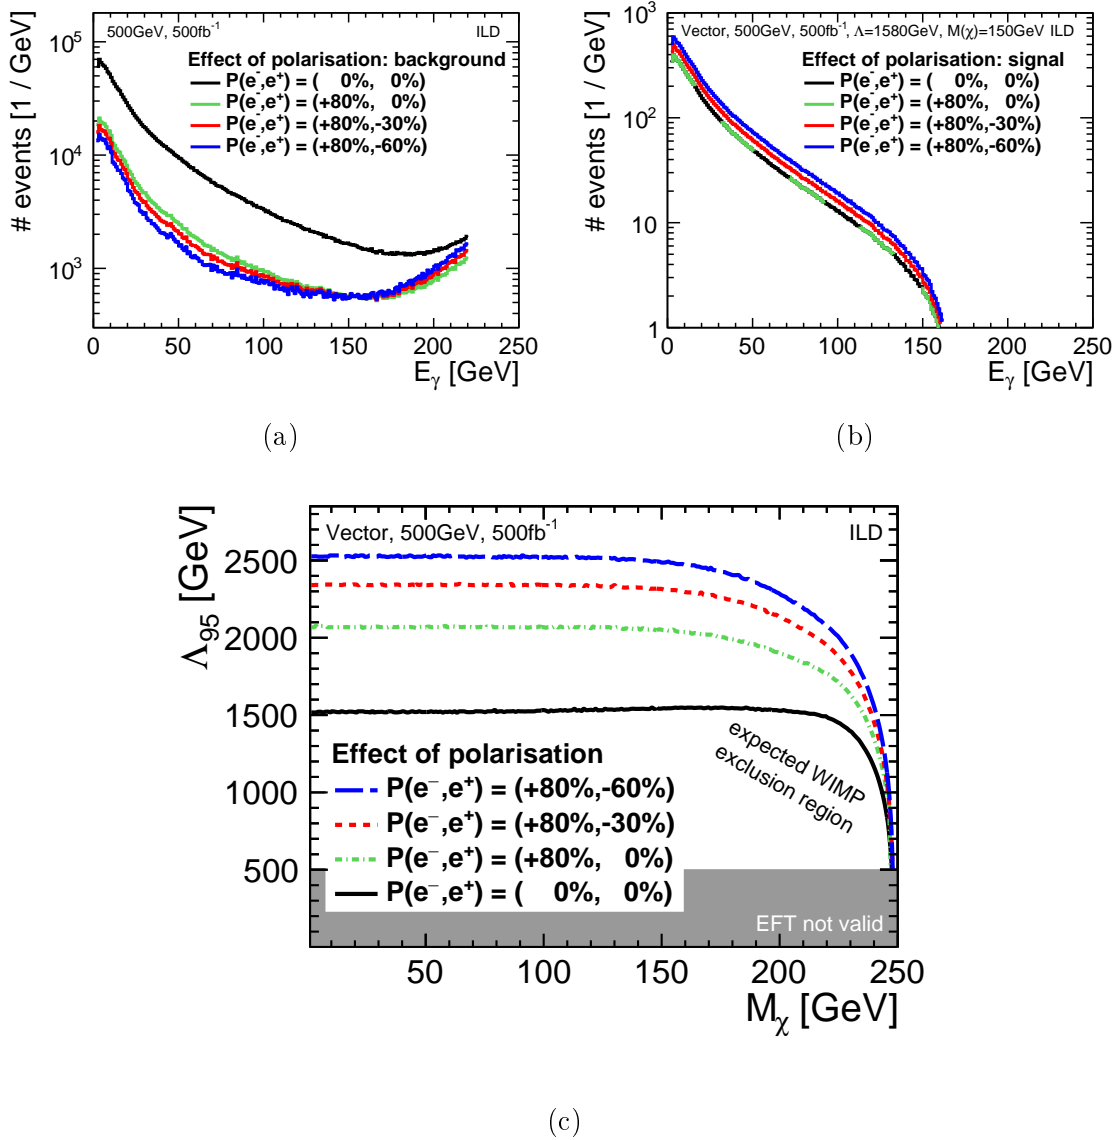 500GeV, 500fb⁻¹ ILD
Effect of polarisation: background
P(e⁻,e⁺) = ( 0%, 0%)
P(e⁻,e⁺) = (+80%, 0%)
P(e⁻,e⁺) = (+80%,-30%)
P(e⁻,e⁺) = (+80%,-60%)
# events [1 / GeV]
10⁵
10⁴
10³
0 50 100 150 200 250
E_γ [GeV]
(a)
Vector, 500GeV, 500fb⁻¹, Λ=1580GeV, M(χ)=150GeV ILD
Effect of polarisation: signal
P(e⁻,e⁺) = ( 0%, 0%)
P(e⁻,e⁺) = (+80%, 0%)
P(e⁻,e⁺) = (+80%,-30%)
P(e⁻,e⁺) = (+80%,-60%)
# events [1 / GeV]
10³
10²
10
1
0 50 100 150 200 250
E_γ [GeV]
(b)
Vector, 500GeV, 500fb⁻¹ ILD
Λ₉₅ [GeV]
2500
2000
1500
1000
500
expected WIMP
exclusion region
Effect of polarisation
P(e⁻,e⁺) = (+80%,-60%)
P(e⁻,e⁺) = (+80%,-30%)
P(e⁻,e⁺) = (+80%, 0%)
P(e⁻,e⁺) = ( 0%, 0%)
EFT not valid
50 100 150 200 250
M_χ [GeV]
(c)